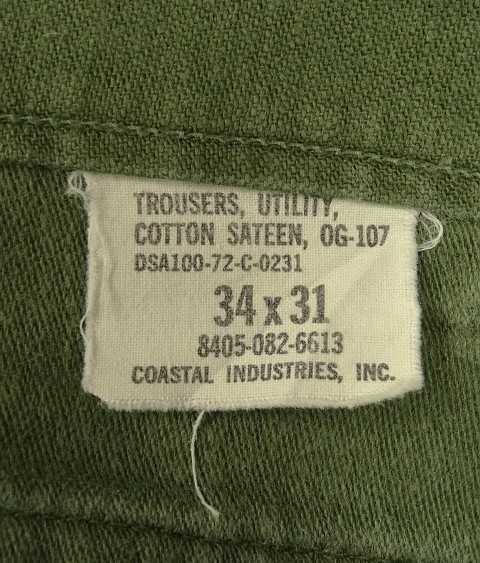 TROUSERS, UTILITY,
COTTON SATEEN, OG-107
DSA100-72-C-0231
34 x 31
8405-082-6613
COASTAL INDUSTRIES, INC.